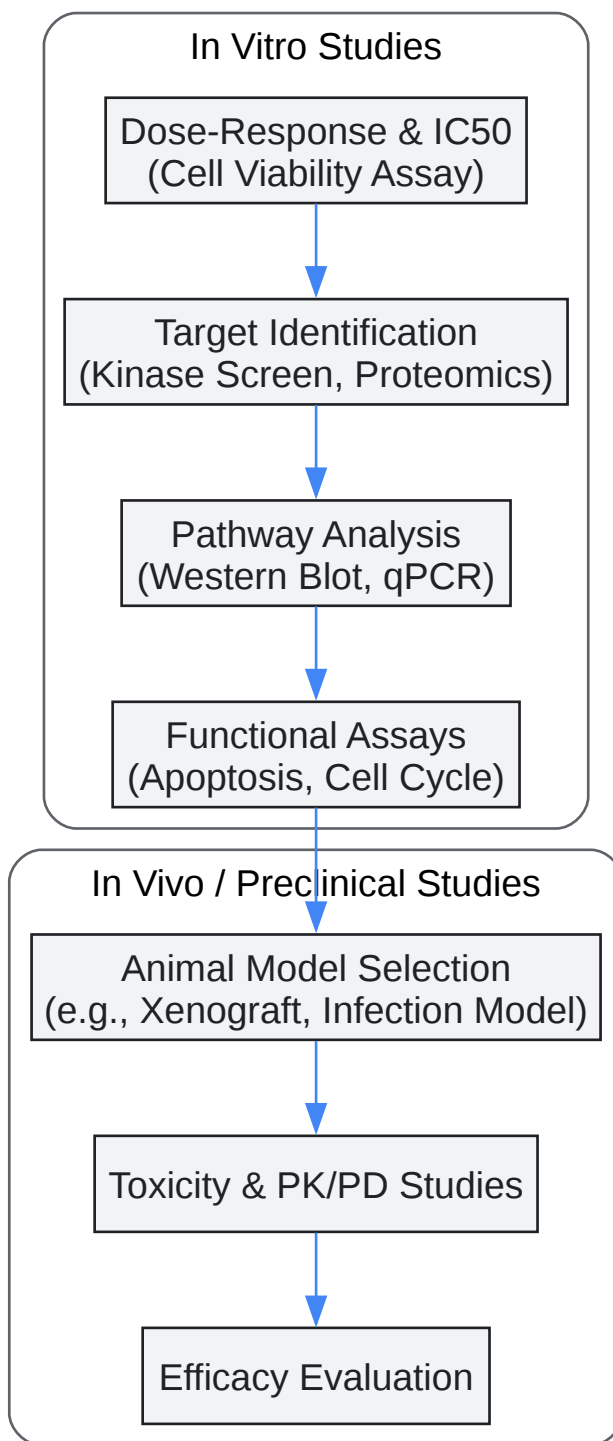 In Vitro Studies
Dose-Response & IC50
(Cell Viability Assay)
Target Identification
(Kinase Screen, Proteomics)
Pathway Analysis
(Western Blot, qPCR)
Functional Assays
(Apoptosis, Cell Cycle)
In Vivo / Preclinical Studies
Animal Model Selection
(e.g., Xenograft, Infection Model)
Toxicity & PK/PD Studies
Efficacy Evaluation